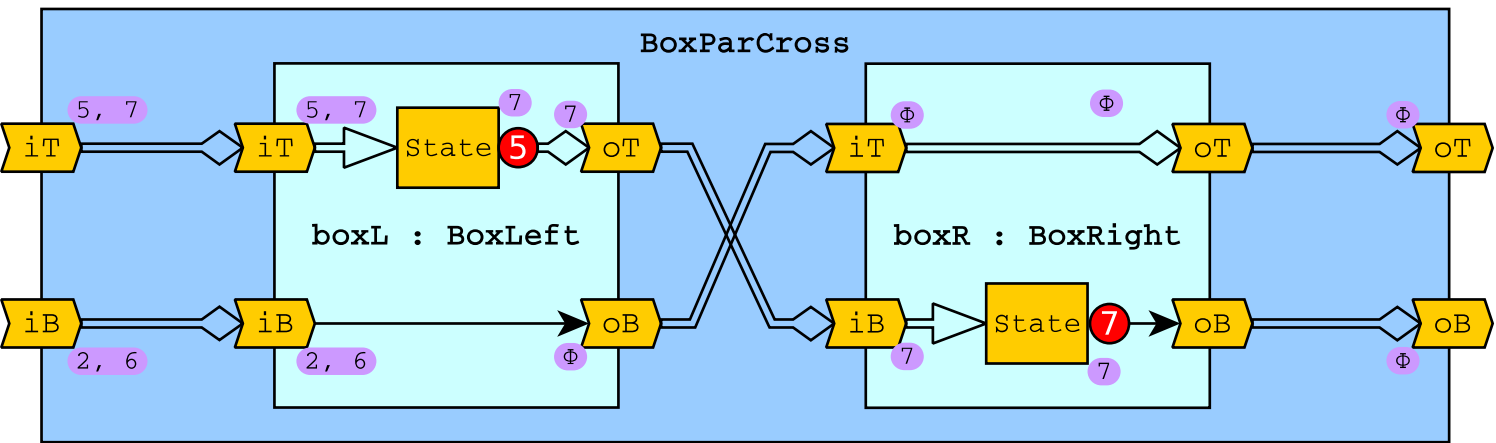 BoxParCross
5, 7
5, 7
7
7
Φ
Φ
Φ
iT
iT
State
5
oT
iT
oT
oT
boxL : BoxLeft
boxR : BoxRight
iB
iB
oB
iB
State
7
oB
oB
2, 6
2, 6
Φ
7
7
Φ